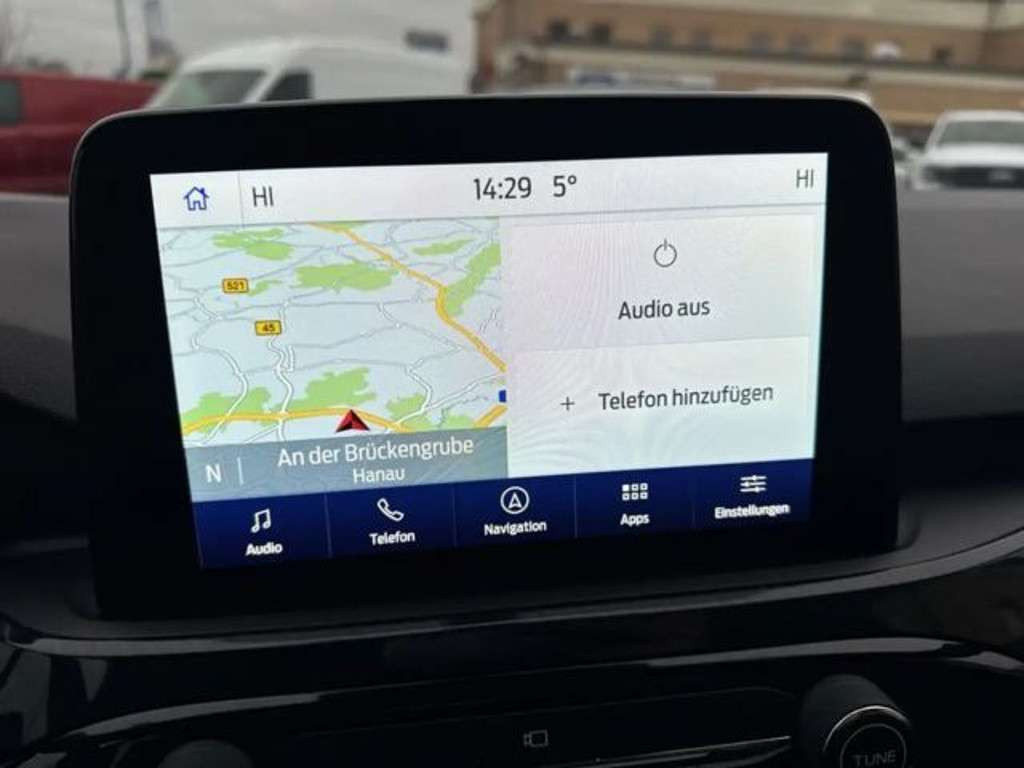 HI
14:29 5°
HI
521
45
Audio aus
+ Telefon hinzufügen
N
An der Brückengrube
Hanau
Audio
Telefon
Navigation
Apps
Einstellungen
TUNE